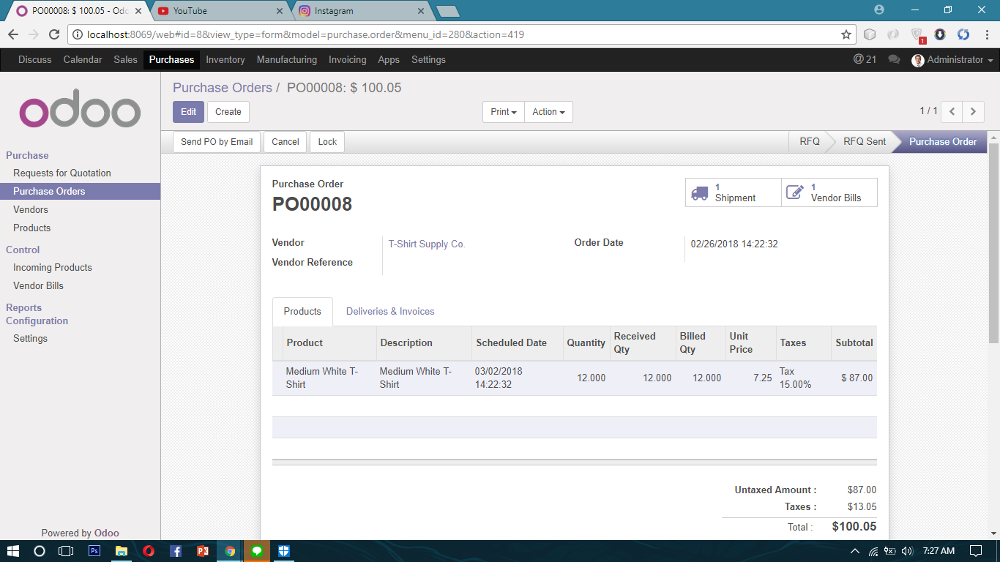 PO00008: $ 100.05 - Odo
YouTube
Instagram
localhost:8069/web#id=8&view_type=form&model=purchase.order&menu_id=280&action=419
1
Discuss Calendar Sales Purchases Inventory Manufacturing Invoicing Apps Settings
@ 21
Administrator
odoo
Purchase Orders / PO00008: $ 100.05
Edit Create
Print Action
1 / 1
Send PO by Email Cancel Lock
RFQ RFQ Sent Purchase Order
Purchase
Requests for Quotation
Purchase Orders
Vendors
Products
Control
Incoming Products
Vendor Bills
Reports
Configuration
Settings
Powered by Odoo
Purchase Order
PO00008
1
Shipment
1
Vendor Bills
Vendor T-Shirt Supply Co.
Vendor Reference
Order Date 02/26/2018 14:22:32
Products Deliveries & Invoices
Product Description Scheduled Date Quantity Received Qty Billed Qty Unit Price Taxes Subtotal
Medium White T-Shirt Medium White T-Shirt 03/02/2018 14:22:32 12.000 12.000 12.000 7.25 Tax 15.00% $ 87.00
Untaxed Amount : $87.00
Taxes : $13.05
Total : $100.05
Ps
7:27 AM